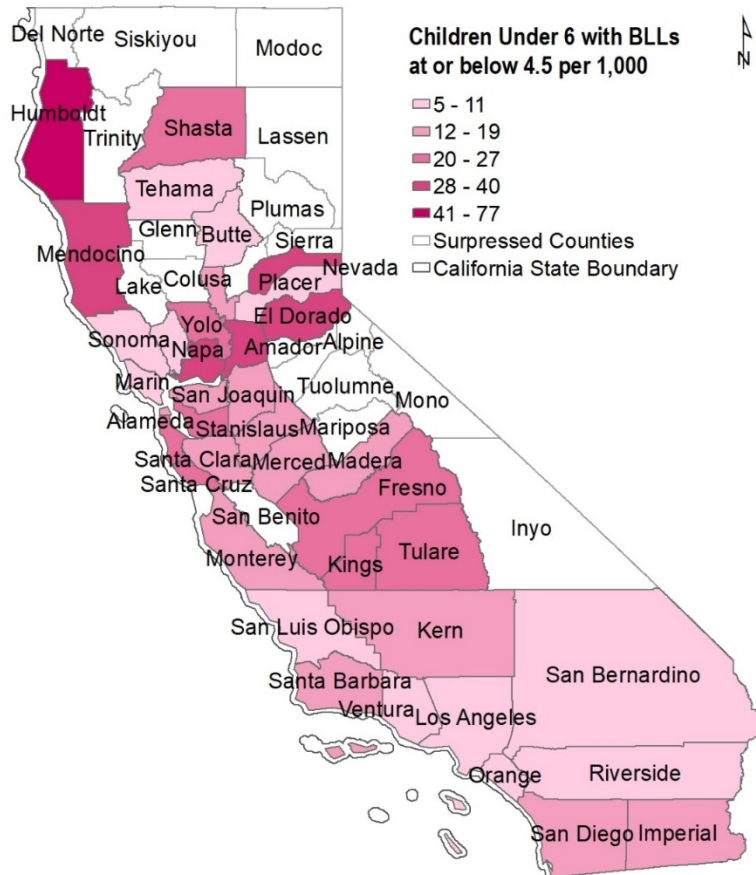 Del Norte
Siskiyou
Modoc
Children Under 6 with BLLs
at or below 4.5 per 1,000
N
5 - 11
12 - 19
20 - 27
28 - 40
41 - 77
Surpressed Counties
California State Boundary
Humboldt
Trinity
Shasta
Lassen
Tehama
Plumas
Glenn
Butte
Sierra
Mendocino
Lake
Colusa
Nevada
Placer
Yolo
El Dorado
Sonoma
Napa
Amador
Alpine
Marin
San Joaquin
Tuolumne
Mono
Alameda
Stanislaus
Mariposa
Santa Clara
Merced
Madera
Santa Cruz
Fresno
San Benito
Inyo
Monterey
Kings
Tulare
San Luis Obispo
Kern
Santa Barbara
San Bernardino
Ventura
Los Angeles
Orange
Riverside
San Diego
Imperial